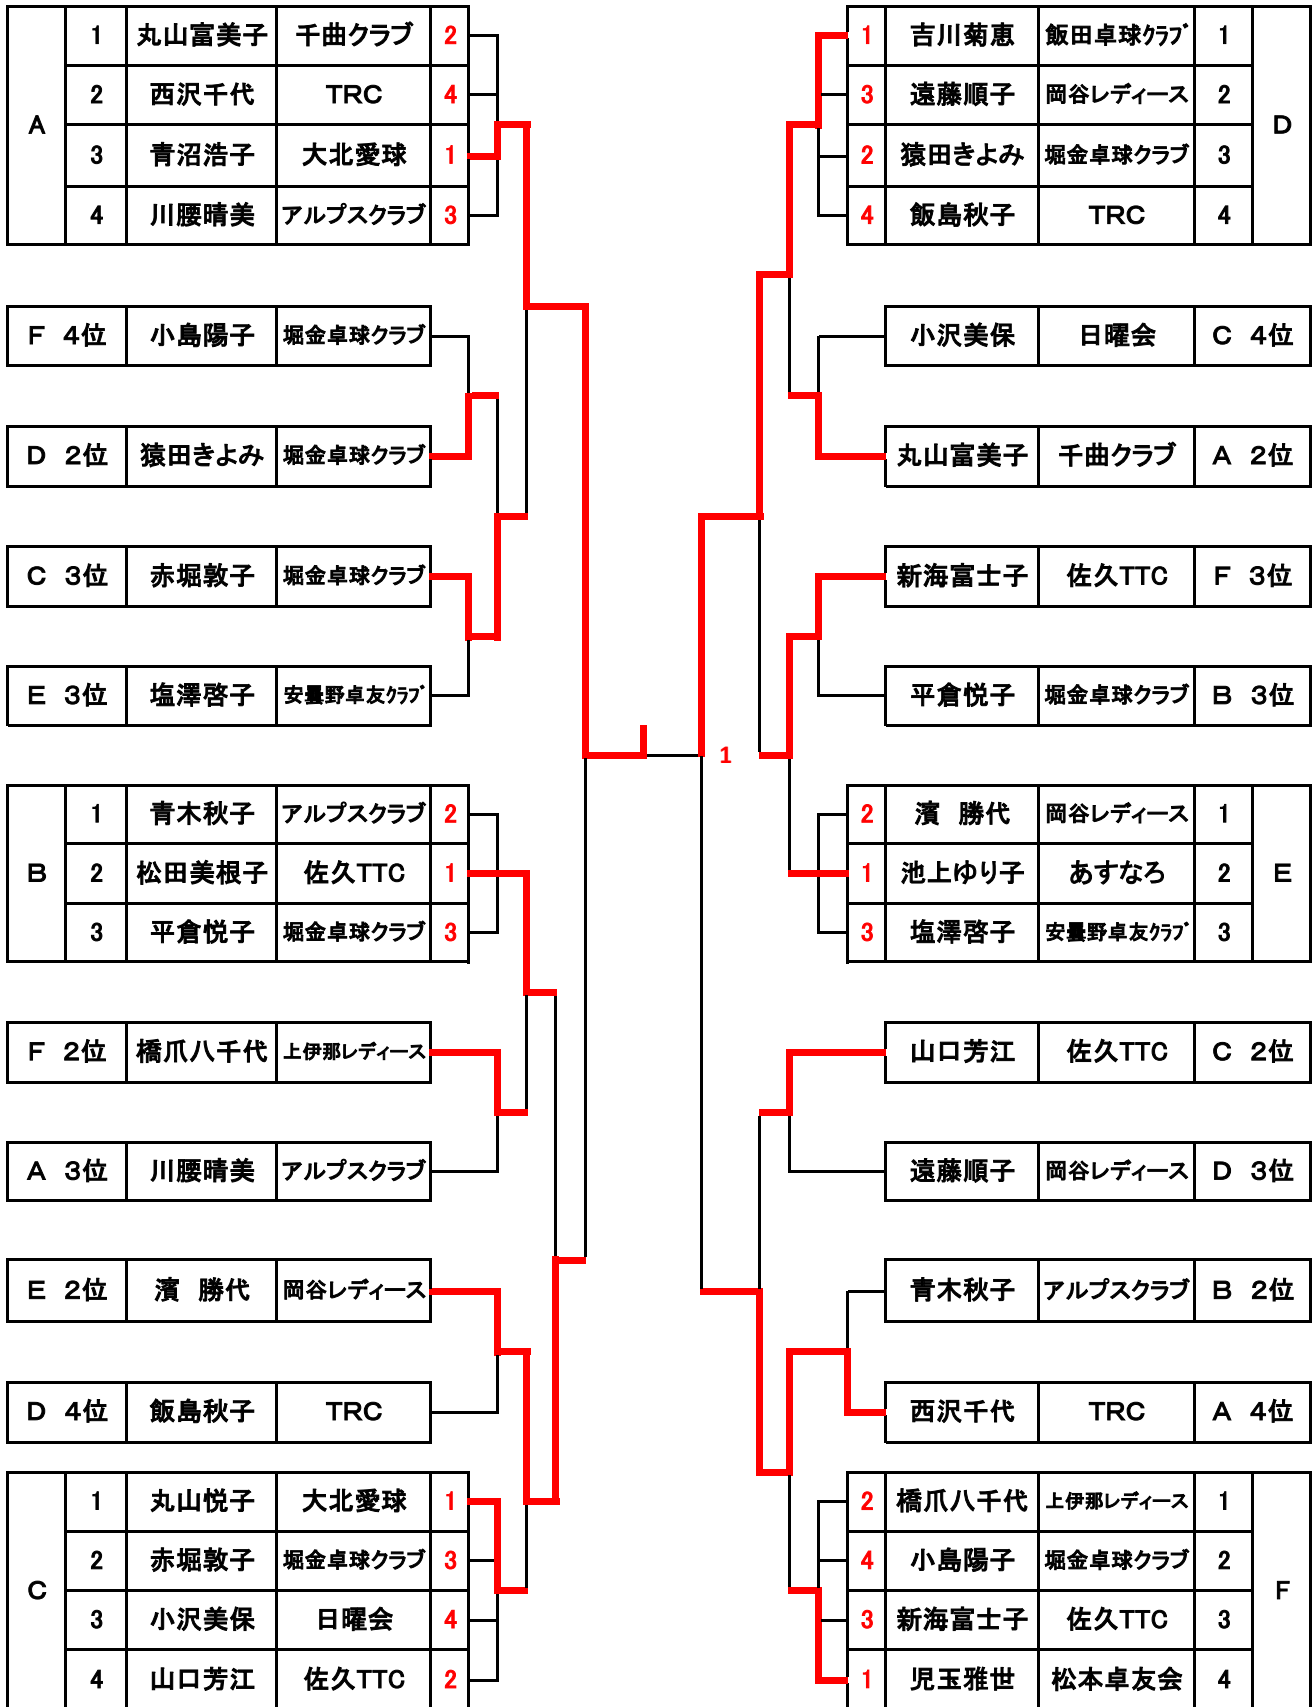 A
1 丸山富美子 千曲クラブ 2
2 西沢千代 TRC 4
3 青沼浩子 大北愛球 1
4 川腰晴美 アルプスクラブ 3
F 4位 小島陽子 堀金卓球クラブ
D 2位 猿田きよみ 堀金卓球クラブ
C 3位 赤堀敦子 堀金卓球クラブ
E 3位 塩澤啓子 安曇野卓友クラブ
B
1 青木秋子 アルプスクラブ 2
2 松田美根子 佐久TTC 1
3 平倉悦子 堀金卓球クラブ 3
F 2位 橋爪八千代 上伊那レディース
A 3位 川腰晴美 アルプスクラブ
E 2位 濱 勝代 岡谷レディース
D 4位 飯島秋子 TRC
C
1 丸山悦子 大北愛球 1
2 赤堀敦子 堀金卓球クラブ 3
3 小沢美保 日曜会 4
4 山口芳江 佐久TTC 2
1
1 吉川菊恵 飯田卓球クラブ 1
3 遠藤順子 岡谷レディース 2
2 猿田きよみ 堀金卓球クラブ 3
4 飯島秋子 TRC 4
D
小沢美保 日曜会 C 4位
丸山富美子 千曲クラブ A 2位
新海富士子 佐久TTC F 3位
平倉悦子 堀金卓球クラブ B 3位
2 濱 勝代 岡谷レディース 1
1 池上ゆり子 あすなろ 2
3 塩澤啓子 安曇野卓友クラブ 3
E
山口芳江 佐久TTC C 2位
遠藤順子 岡谷レディース D 3位
青木秋子 アルプスクラブ B 2位
西沢千代 TRC A 4位
2 橋爪八千代 上伊那レディース 1
4 小島陽子 堀金卓球クラブ 2
3 新海富士子 佐久TTC 3
1 児玉雅世 松本卓友会 4
F